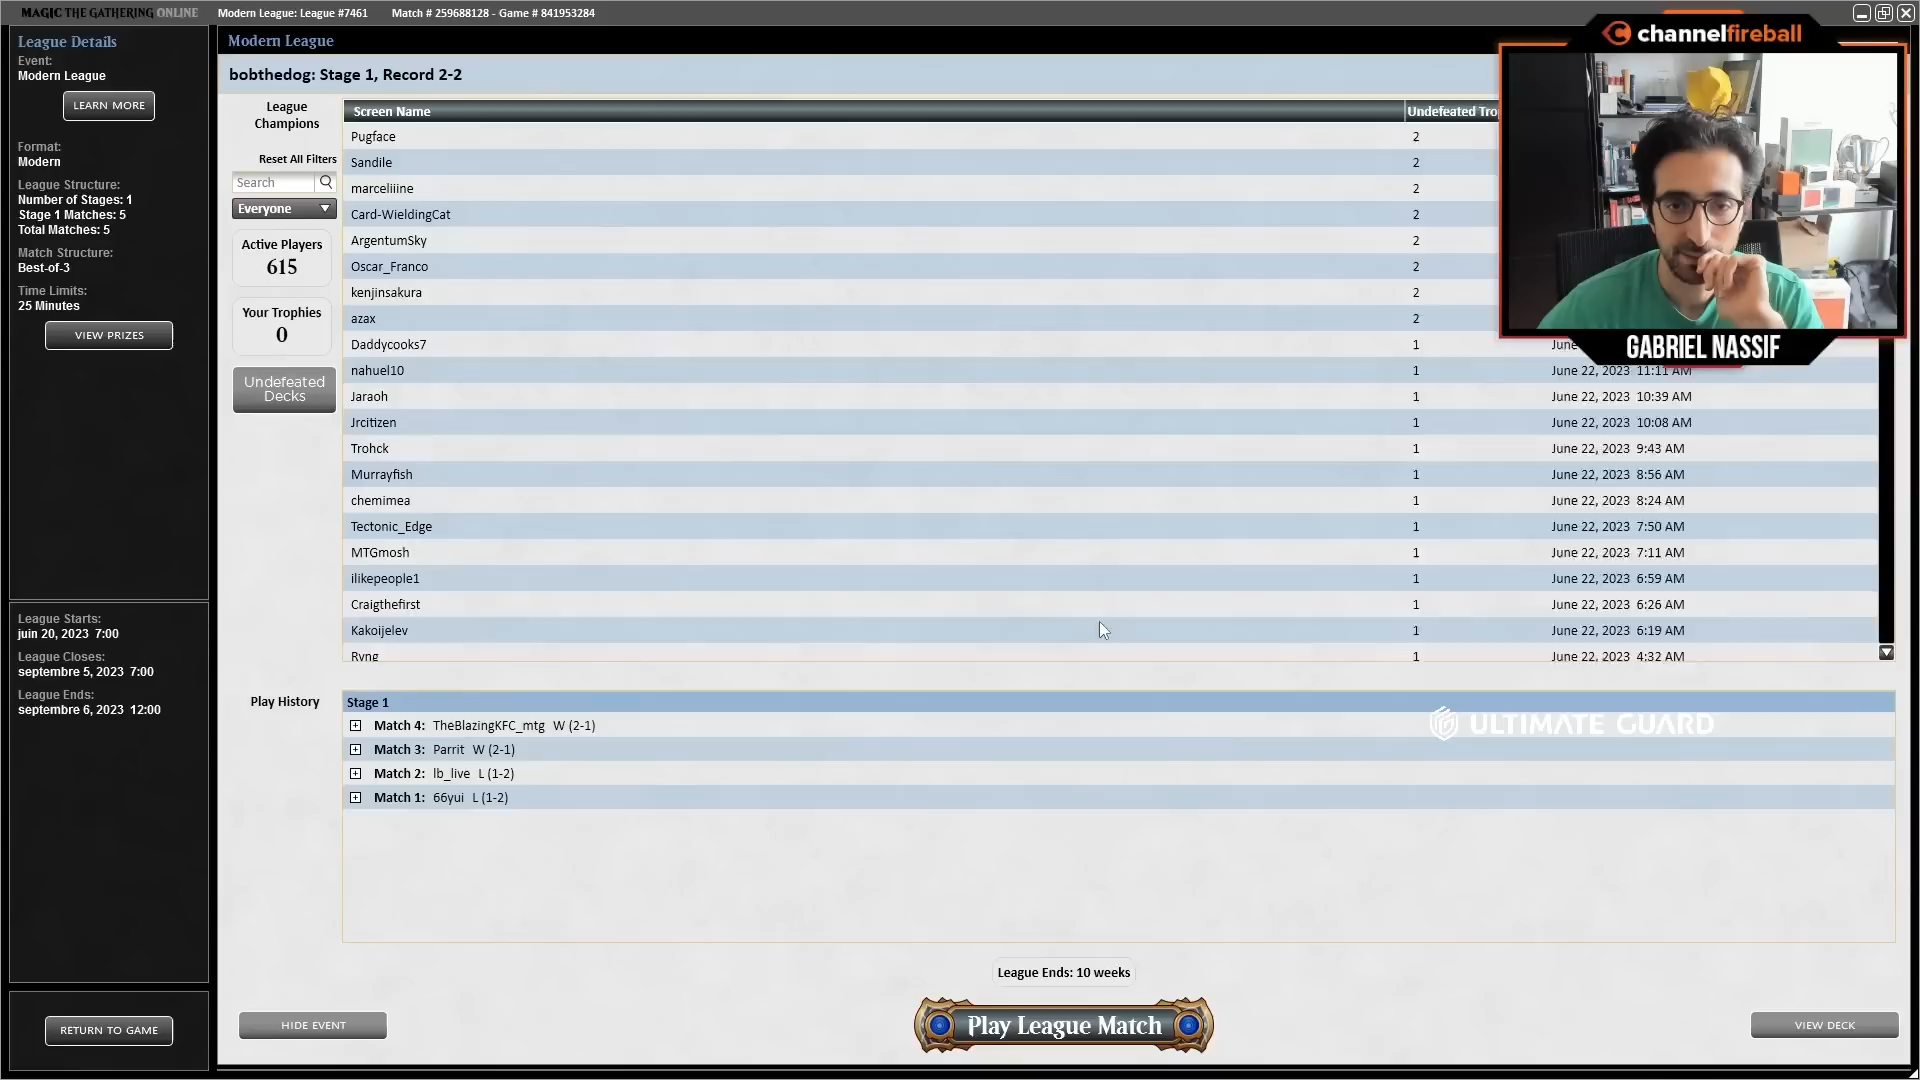 MAGIC THE GATHERING ONLINE
Modern League: League #7461
Match # 259688128 - Game # 841953284
League Details
Event:
Modern League
LEARN MORE
Format:
Modern
League Structure:
Number of Stages: 1
Stage 1 Matches: 5
Total Matches: 5
Match Structure:
Best-of-3
Time Limits:
25 Minutes
VIEW PRIZES
League Starts:
juin 20, 2023 7:00
League Closes:
septembre 5, 2023 7:00
League Ends:
septembre 6, 2023 12:00
RETURN TO GAME
Modern League
bobthedog: Stage 1, Record 2-2
League
Champions
Reset All Filters
Search
Everyone
Active Players
615
Your Trophies
0
Undefeated
Decks
Screen Name Undefeated
Pugface 2
Sandile 2
marceliiine 2
Card-WieldingCat 2
ArgentumSky 2
Oscar_Franco 2
kenjinsakura 2
azax 2
Daddycooks7 1 June
nahuel10 1 June 22, 2023 11:11 AM
Jaraoh 1 June 22, 2023 10:39 AM
Jrcitizen 1 June 22, 2023 10:08 AM
Trohck 1 June 22, 2023 9:43 AM
Murrayfish 1 June 22, 2023 8:56 AM
chemimea 1 June 22, 2023 8:24 AM
Tectonic_Edge 1 June 22, 2023 7:50 AM
MTGmosh 1 June 22, 2023 7:11 AM
ilikepeople1 1 June 22, 2023 6:59 AM
Craigthefirst 1 June 22, 2023 6:26 AM
Kakoijelev 1 June 22, 2023 6:19 AM
Ryng 1 June 22, 2023 4:32 AM
channelfireball
GABRIEL NASSIF
Play History
Stage 1
Match 4: TheBlazingKFC_mtg W (2-1)
Match 3: Parrit W (2-1)
Match 2: lb_live L (1-2)
Match 1: 66yui L (1-2)
ULTIMATE GUARD
League Ends: 10 weeks
HIDE EVENT
Play League Match
VIEW DECK